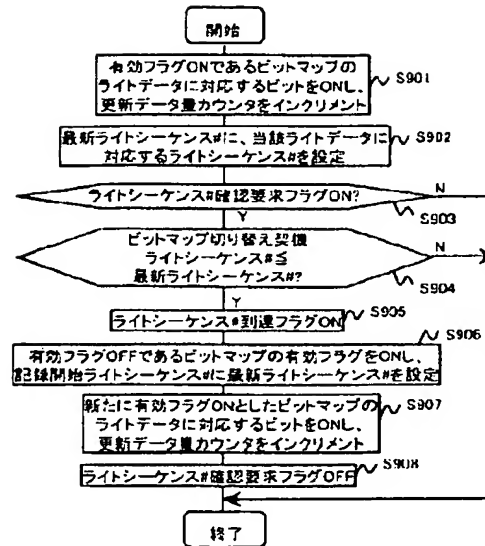 開始
有効フラグONであるビットマップの
ライトデータに対応するビットをONし、
更新データ量カウンタをインクリメント
S901
最新ライトシーケンス#に、当該ライトデータに
対応するライトシーケンス#を設定
S902
ライトシーケンス#確認要求フラグON?
N
S903
Y
ビットマップ切り替え契機
ライトシーケンス#≦
最新ライトシーケンス#?
N
S904
Y
S905
ライトシーケンス#到達フラグON
S906
有効フラグOFFであるビットマップの有効フラグをONし、
記録開始ライトシーケンス#に最新ライトシーケンス#を設定
新たに有効フラグONとしたビットマップの
ライトデータに対応するビットをONし、
更新データ量カウンタをインクリメント
S907
S908
ライトシーケンス#確認要求フラグOFF
終了